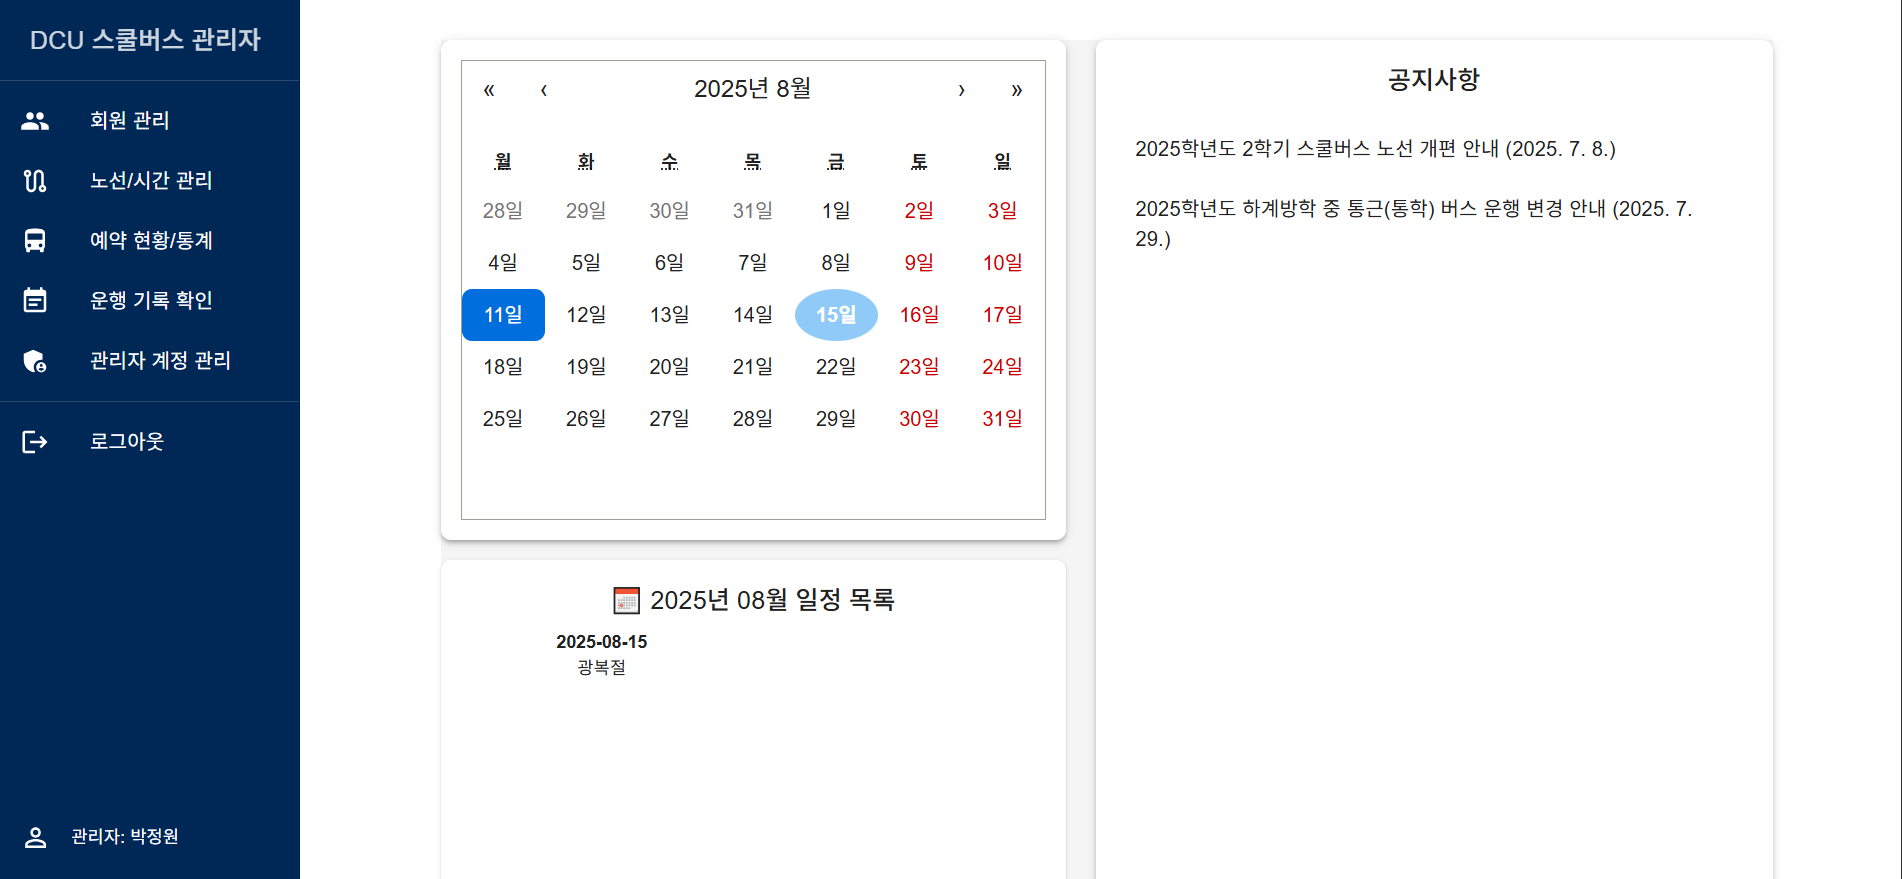 DCU 스쿨버스 관리자
회원 관리
노선/시간 관리
예약 현황/통계
운행 기록 확인
관리자 계정 관리
로그아웃
관리자: 박정원
« ‹ 2025년 8월 › »
월 화 수 목 금 토 일
28일 29일 30일 31일 1일 2일 3일
4일 5일 6일 7일 8일 9일 10일
11일 12일 13일 14일 15일 16일 17일
18일 19일 20일 21일 22일 23일 24일
25일 26일 27일 28일 29일 30일 31일
2025년 08월 일정 목록
2025-08-15
광복절
공지사항
2025학년도 2학기 스쿨버스 노선 개편 안내 (2025. 7. 8.)
2025학년도 하계방학 중 통근(통학) 버스 운행 변경 안내 (2025. 7.
29.)